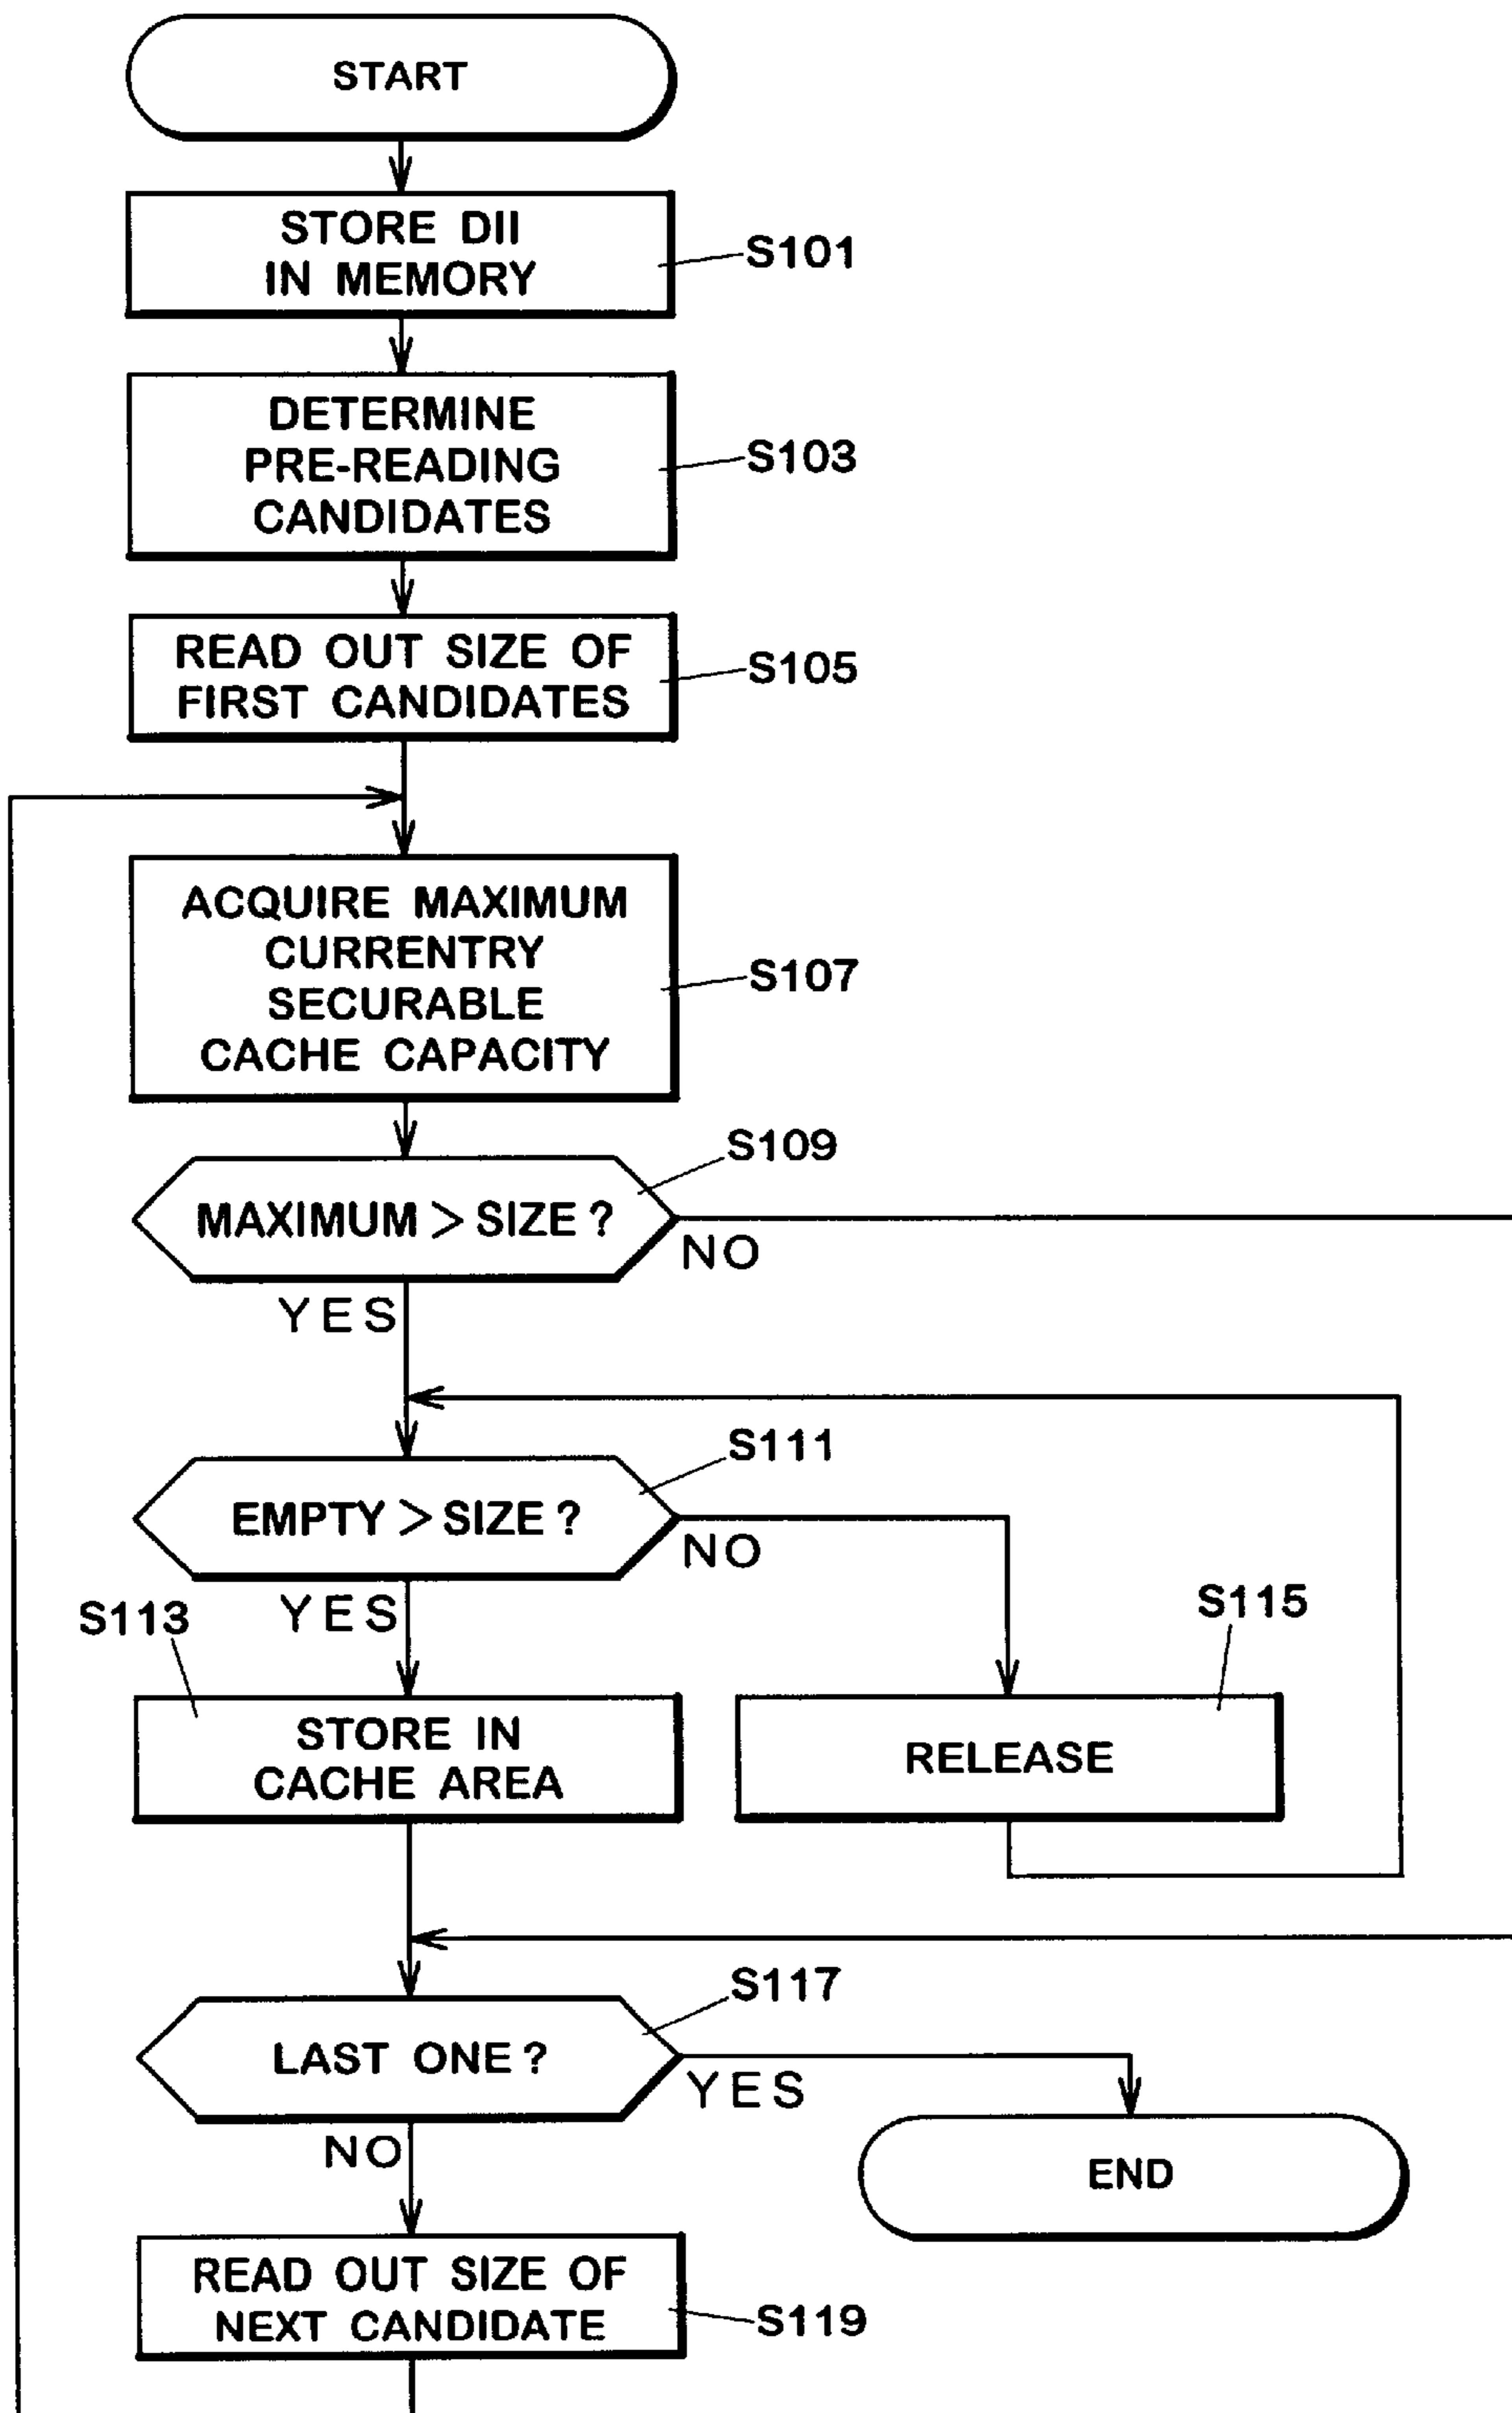 START
STORE DII
IN MEMORY
S101
DETERMINE
PRE-READING
CANDIDATES
S103
READ OUT SIZE OF
FIRST CANDIDATES
S105
ACQUIRE MAXIMUM
CURRENTRY
SECURABLE
CACHE CAPACITY
S107
S109
MAXIMUM > SIZE ?
NO
YES
S111
EMPTY > SIZE ?
NO
YES
S113
S115
STORE IN
CACHE AREA
RELEASE
S117
LAST ONE ?
YES
NO
END
READ OUT SIZE OF
NEXT CANDIDATE
S119